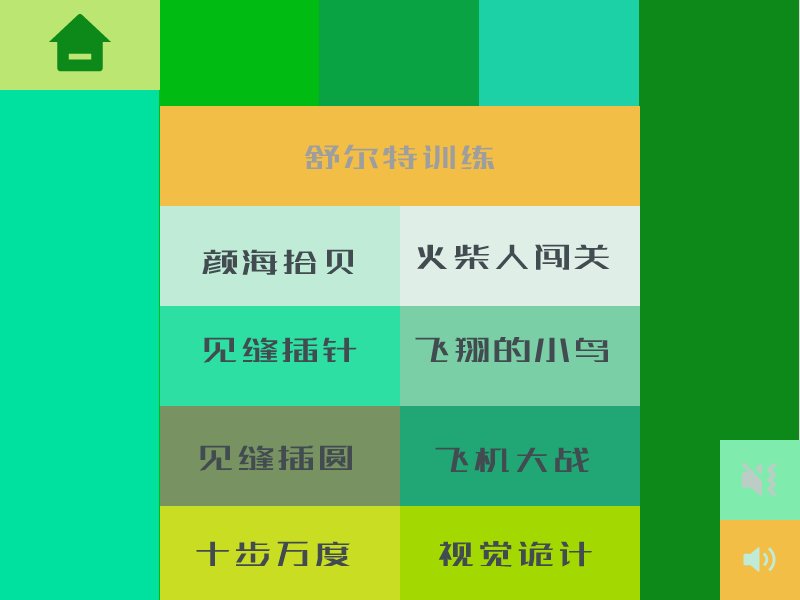 舒尔特训练
颜海拾贝
火柴人闯关
见缝插针
飞翔的小鸟
见缝插圆
飞机大战
十步万度
视觉诡计